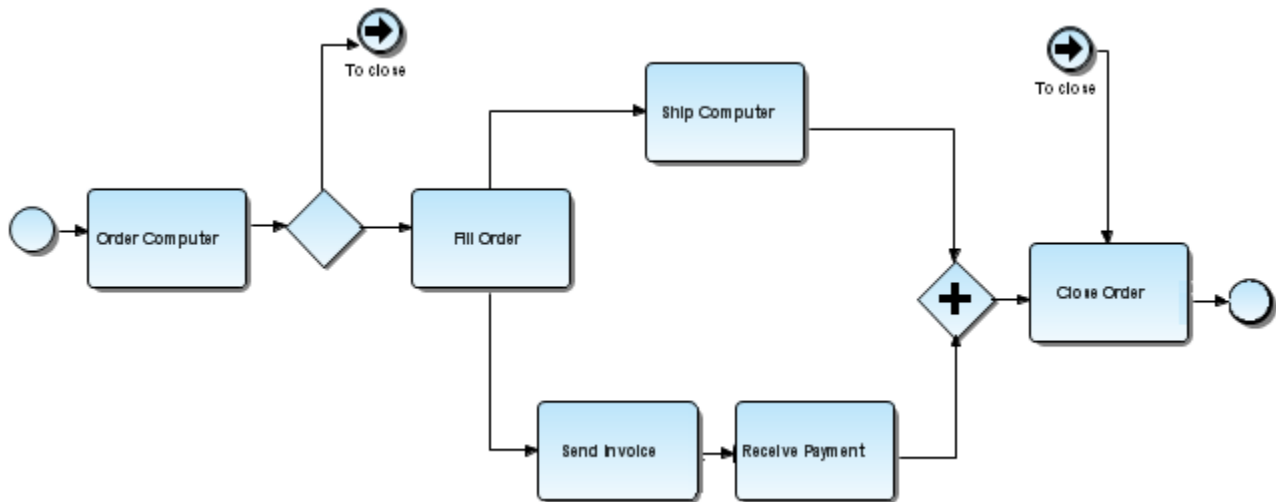 To close
To close
Ship Computer
Order Computer
Fill Order
Close Order
Send Invoice
Receive Payment